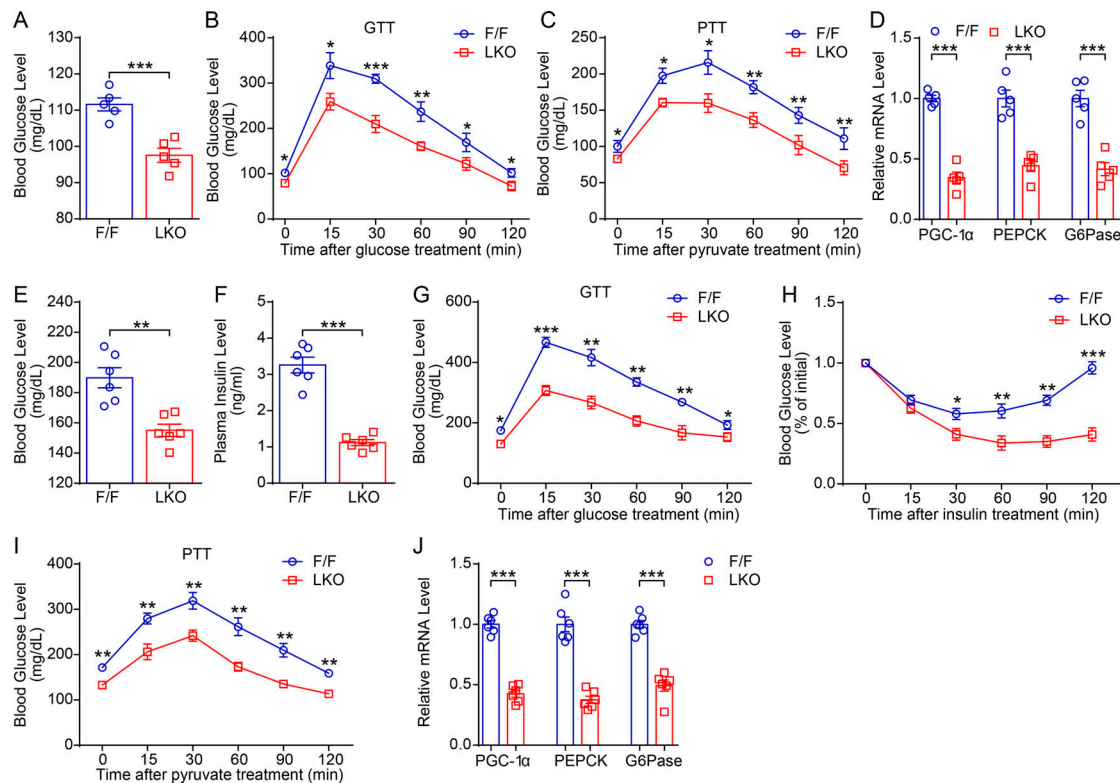 A
Blood Glucose Level
(mg/dL)
120
110
100
90
80
***
F/F
LKO
B
GTT
Blood Glucose Level
(mg/dL)
400
300
200
100
0
F/F
LKO
*
*
***
**
*
*
0
15
30
60
90
120
Time after glucose treatment (min)
C
PTT
Blood Glucose Level
(mg/dL)
250
200
150
100
50
0
F/F
LKO
*
*
*
**
**
**
0
15
30
60
90
120
Time after pyruvate treatment (min)
D
F/F
LKO
Relative mRNA Level
1.5
1.0
0.5
0.0
***
***
***
PGC-1α
PEPCK
G6Pase
E
Blood Glucose Level
(mg/dL)
240
220
200
180
160
140
120
**
F/F
LKO
F
Plasma Insulin Level
(ng/ml)
5
4
3
2
1
0
***
F/F
LKO
G
GTT
Blood Glucose Level
(mg/dL)
600
400
200
0
F/F
LKO
*
***
**
**
**
*
0
15
30
60
90
120
Time after glucose treatment (min)
H
Blood Glucose Level
(% of initial)
1.5
1.0
0.5
0.0
F/F
LKO
*
**
**
***
0
15
30
60
90
120
Time after insulin treatment (min)
I
PTT
Blood Glucose Level
(mg/dL)
400
300
200
100
0
F/F
LKO
**
**
**
**
**
**
0
15
30
60
90
120
Time after pyruvate treatment (min)
J
F/F
LKO
Relative mRNA Level
1.5
1.0
0.5
0.0
***
***
***
PGC-1α
PEPCK
G6Pase